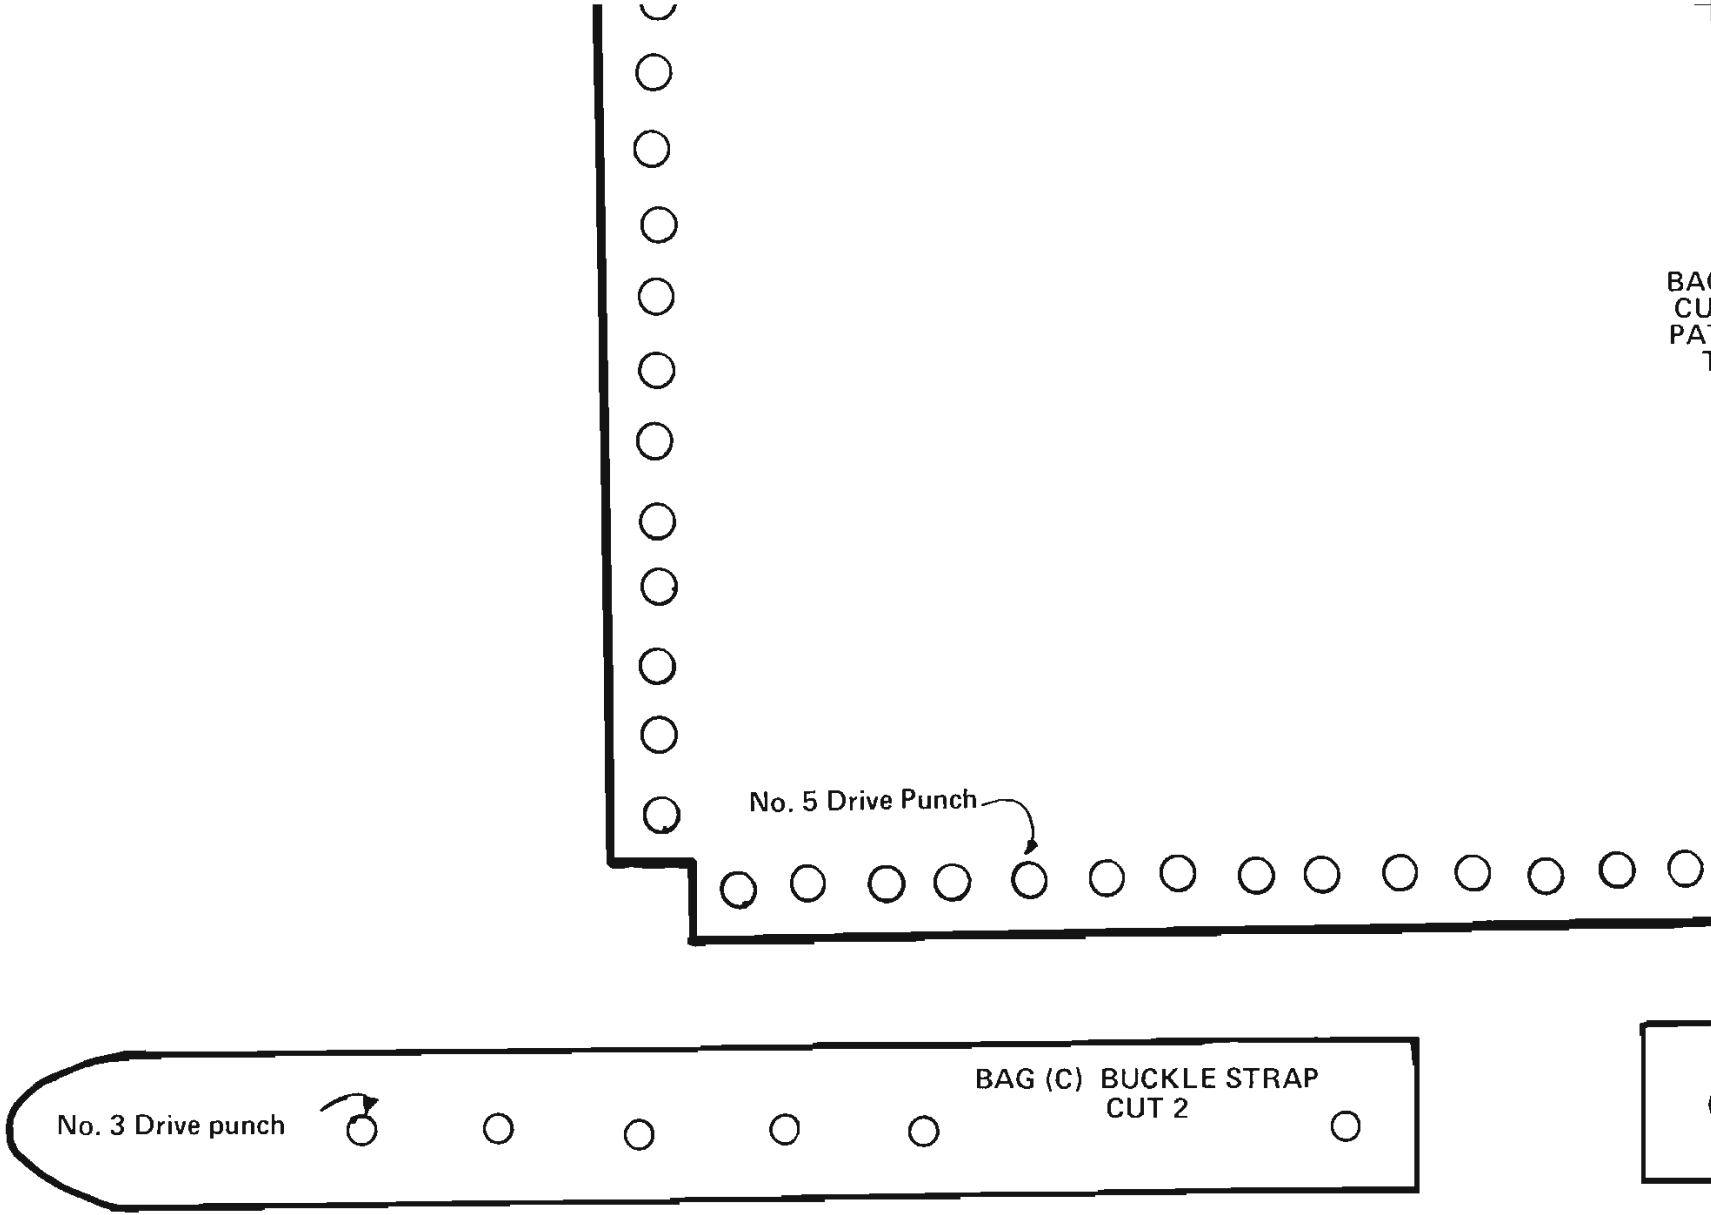 No. 5 Drive Punch
BAG (C) BUCKLE STRAP
CUT 2
No. 3 Drive punch